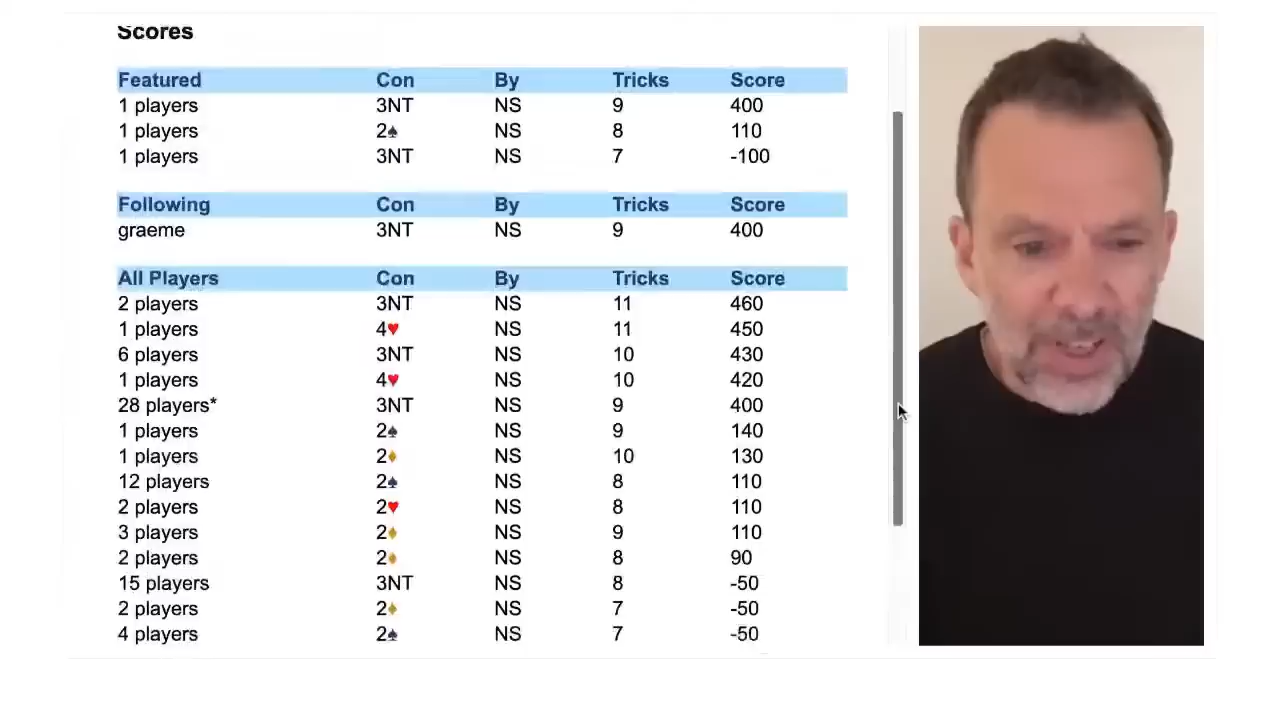 Scores
Featured Con By Tricks Score
1 players 3NT NS 9 400
1 players 2♠ NS 8 110
1 players 3NT NS 7 -100
Following Con By Tricks Score
graeme 3NT NS 9 400
All Players Con By Tricks Score
2 players 3NT NS 11 460
1 players 4♥ NS 11 450
6 players 3NT NS 10 430
1 players 4♥ NS 10 420
28 players* 3NT NS 9 400
1 players 2♠ NS 9 140
1 players 2♦ NS 10 130
12 players 2♠ NS 8 110
2 players 2♥ NS 8 110
3 players 2♦ NS 9 110
2 players 2♦ NS 8 90
15 players 3NT NS 8 -50
2 players 2♦ NS 7 -50
4 players 2♠ NS 7 -50